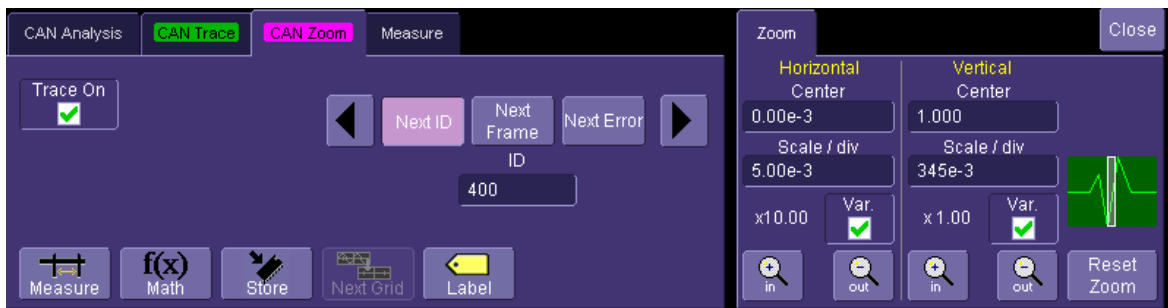 CAN Analysis
CAN Trace
CAN Zoom
Measure
Trace On
Next ID
Next
Frame
Next Error
ID
400
Measure
f(x)
Math
Store
Next Grid
Label
Zoom
Close
Horizontal
Vertical
Center
Center
0.00e-3
1.000
Scale / div
Scale / div
5.00e-3
345e-3
x10.00
Var.
x 1.00
Var.
in
out
in
out
Reset
Zoom